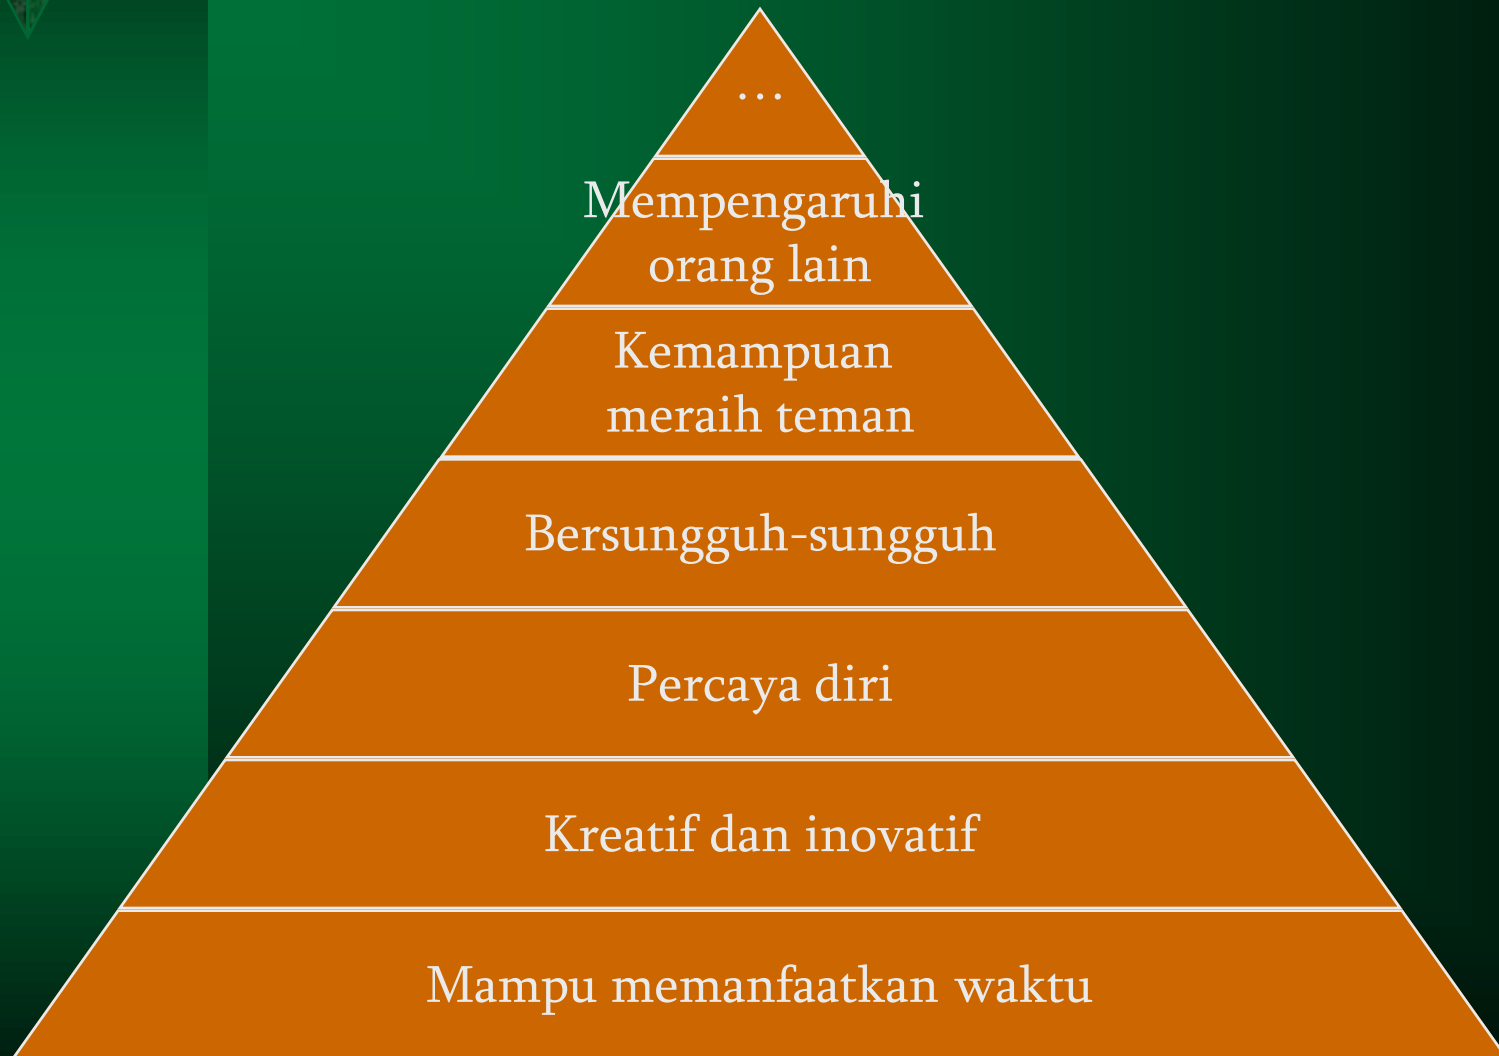 ...
Mempengaruhi
orang lain
Kemampuan
meraih teman
Bersungguh-sungguh
Percaya diri
Kreatif dan inovatif
Mampu memanfaatkan waktu